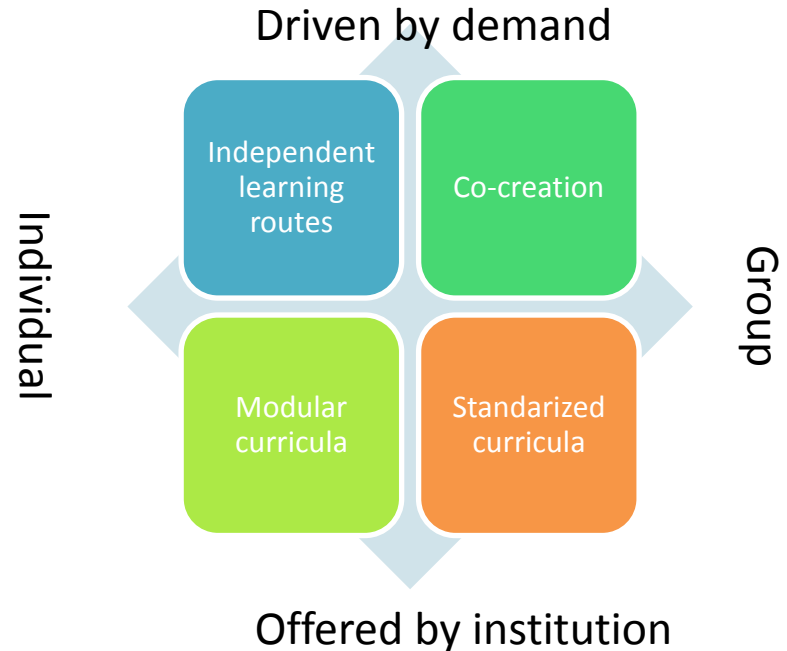 Driven by demand
Independent
learning
routes
Co-creation
Individual
Group
Modular
curricula
Standarized
curricula
Offered by institution